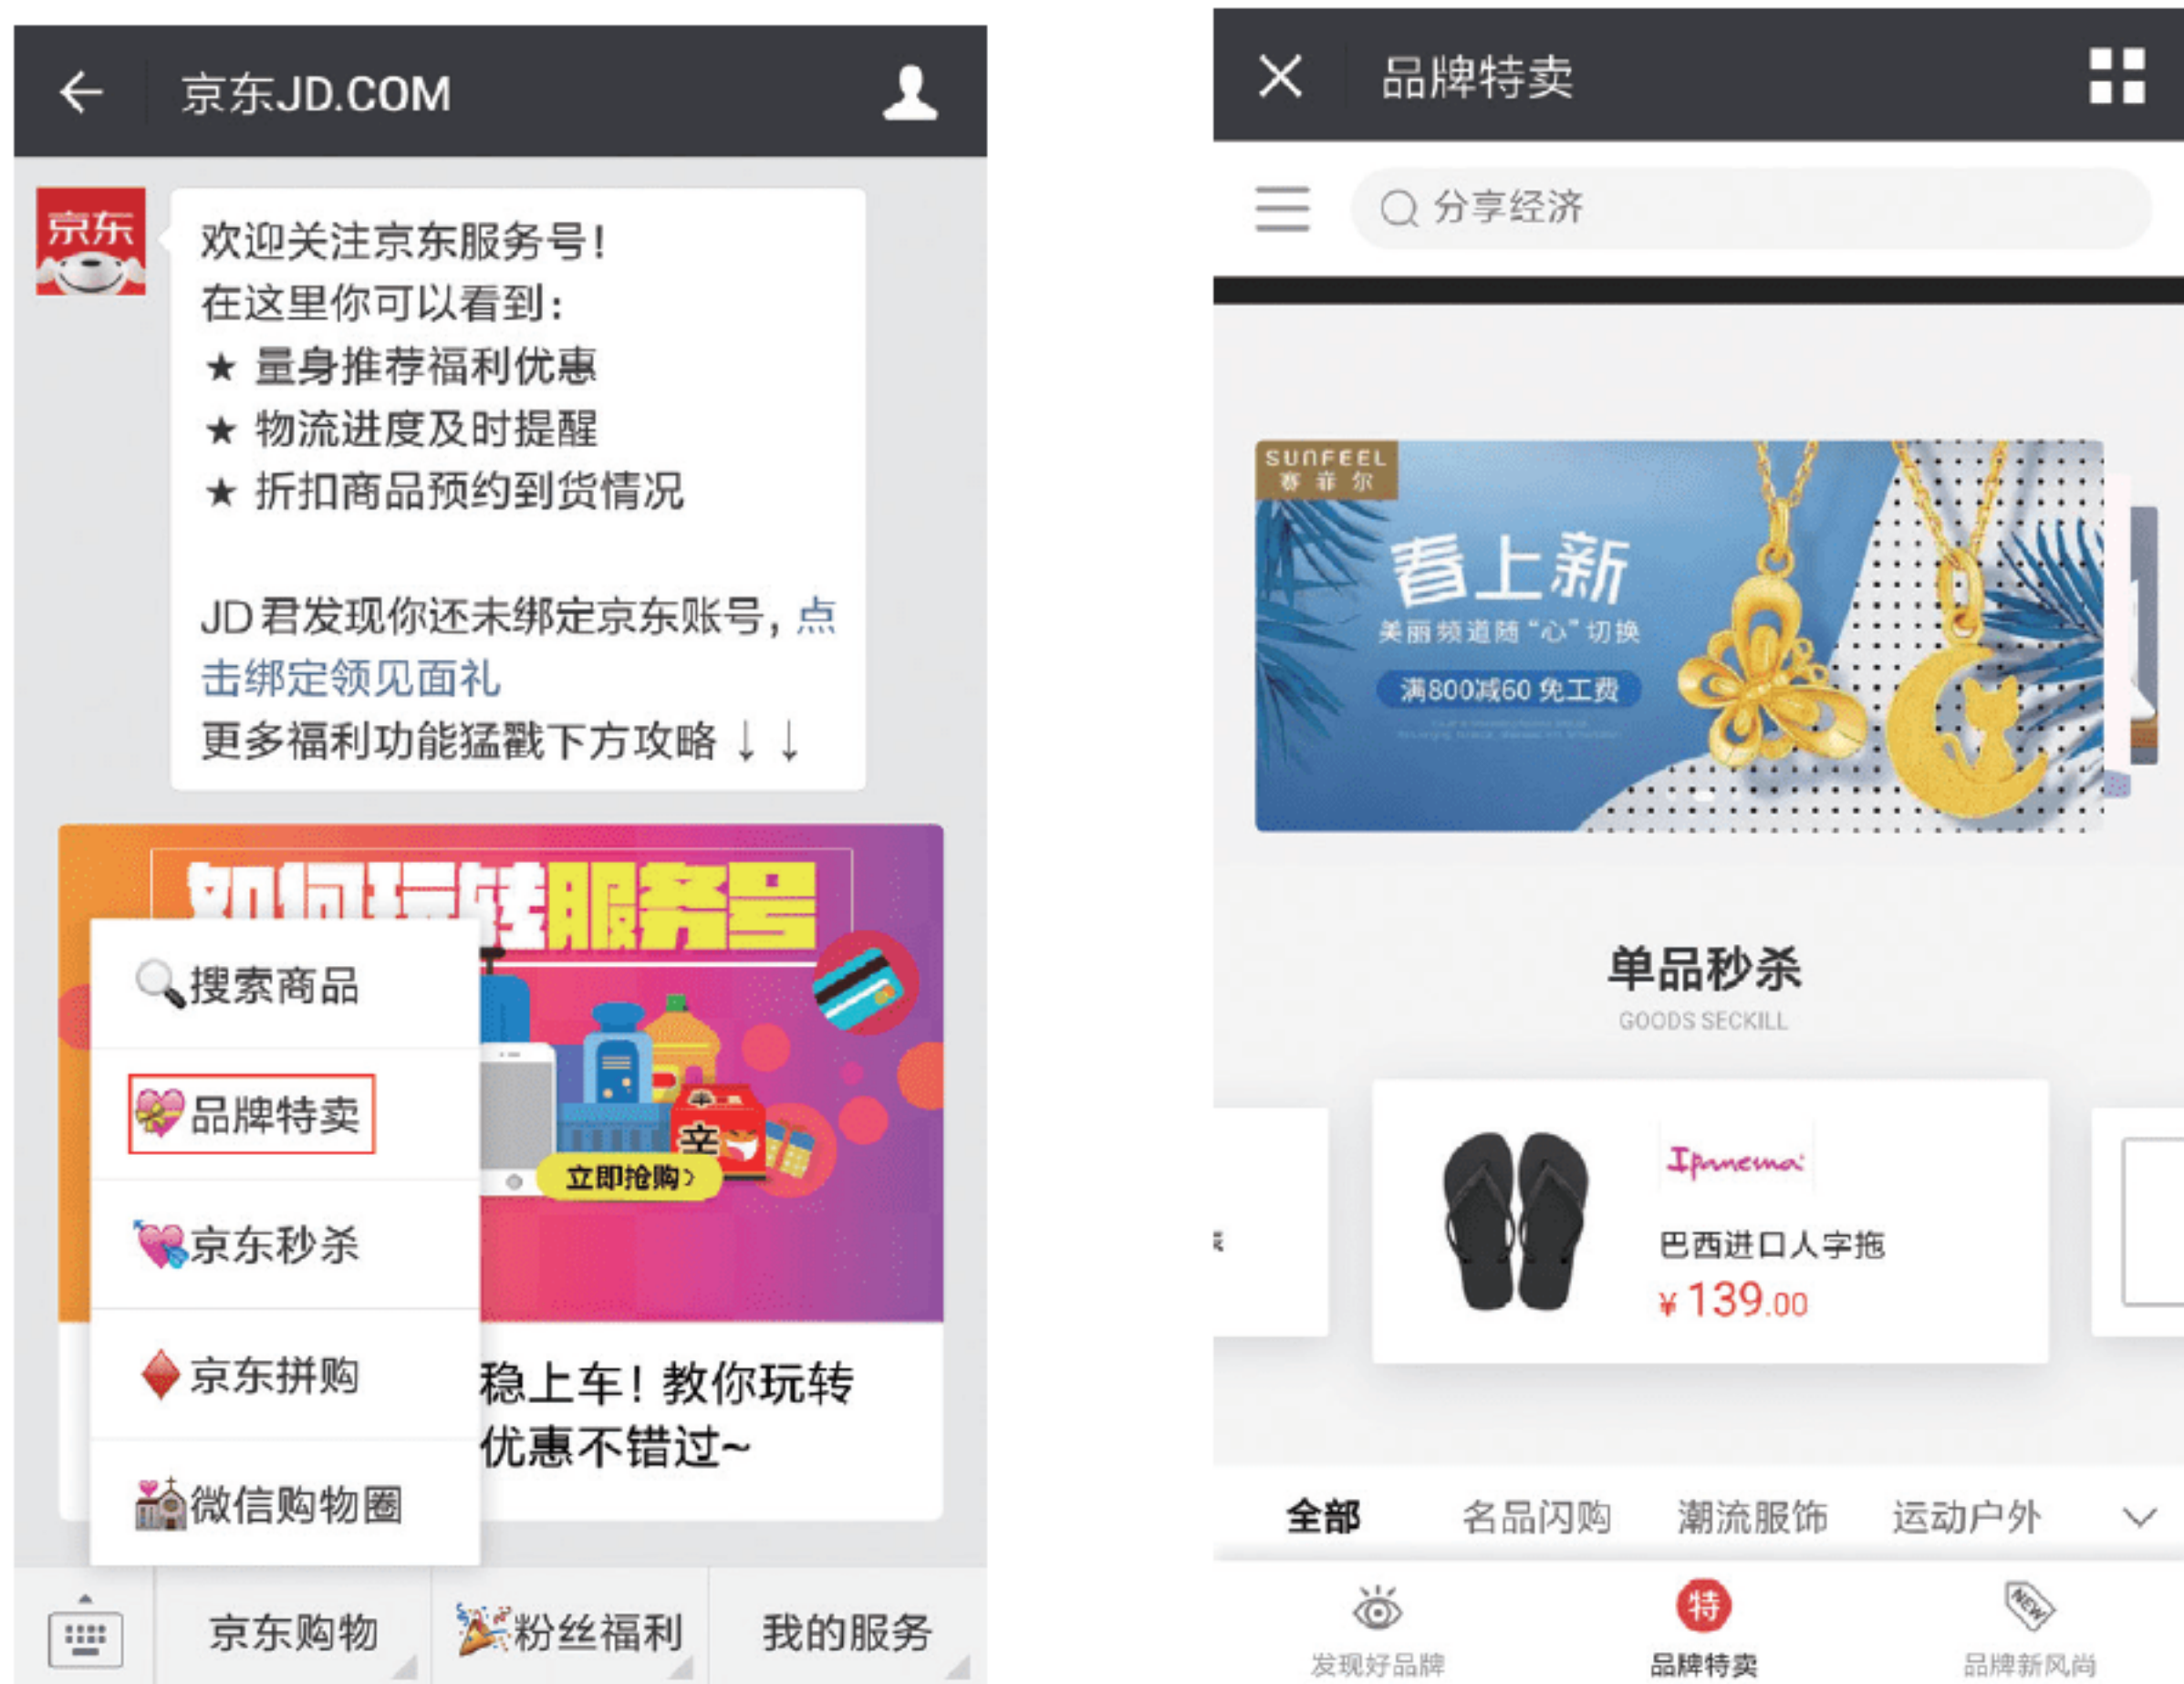 京东JD.COM
京东
欢迎关注京东服务号!
在这里你可以看到:
★ 量身推荐福利优惠
★ 物流进度及时提醒
★ 折扣商品预约到货情况
JD君发现你还未绑定京东账号,点
击绑定领见面礼
更多福利功能猛戳下方攻略↓↓
如何玩转服务号
立即抢购>
搜索商品
品牌特卖
京东秒杀
京东拼购
微信购物圈
稳上车!教你玩转
优惠不错过~
京东购物
粉丝福利
我的服务
品牌特卖
分享经济
SUNFEEL
赛菲尔
春上新
美丽频道随“心”切换
满800减60 免工费
单品秒杀
GOODS SECKILL
Ipanema
巴西进口人字拖
¥139.00
全部
名品闪购
潮流服饰
运动户外
特
NEW
发现好品牌
品牌特卖
品牌新风尚